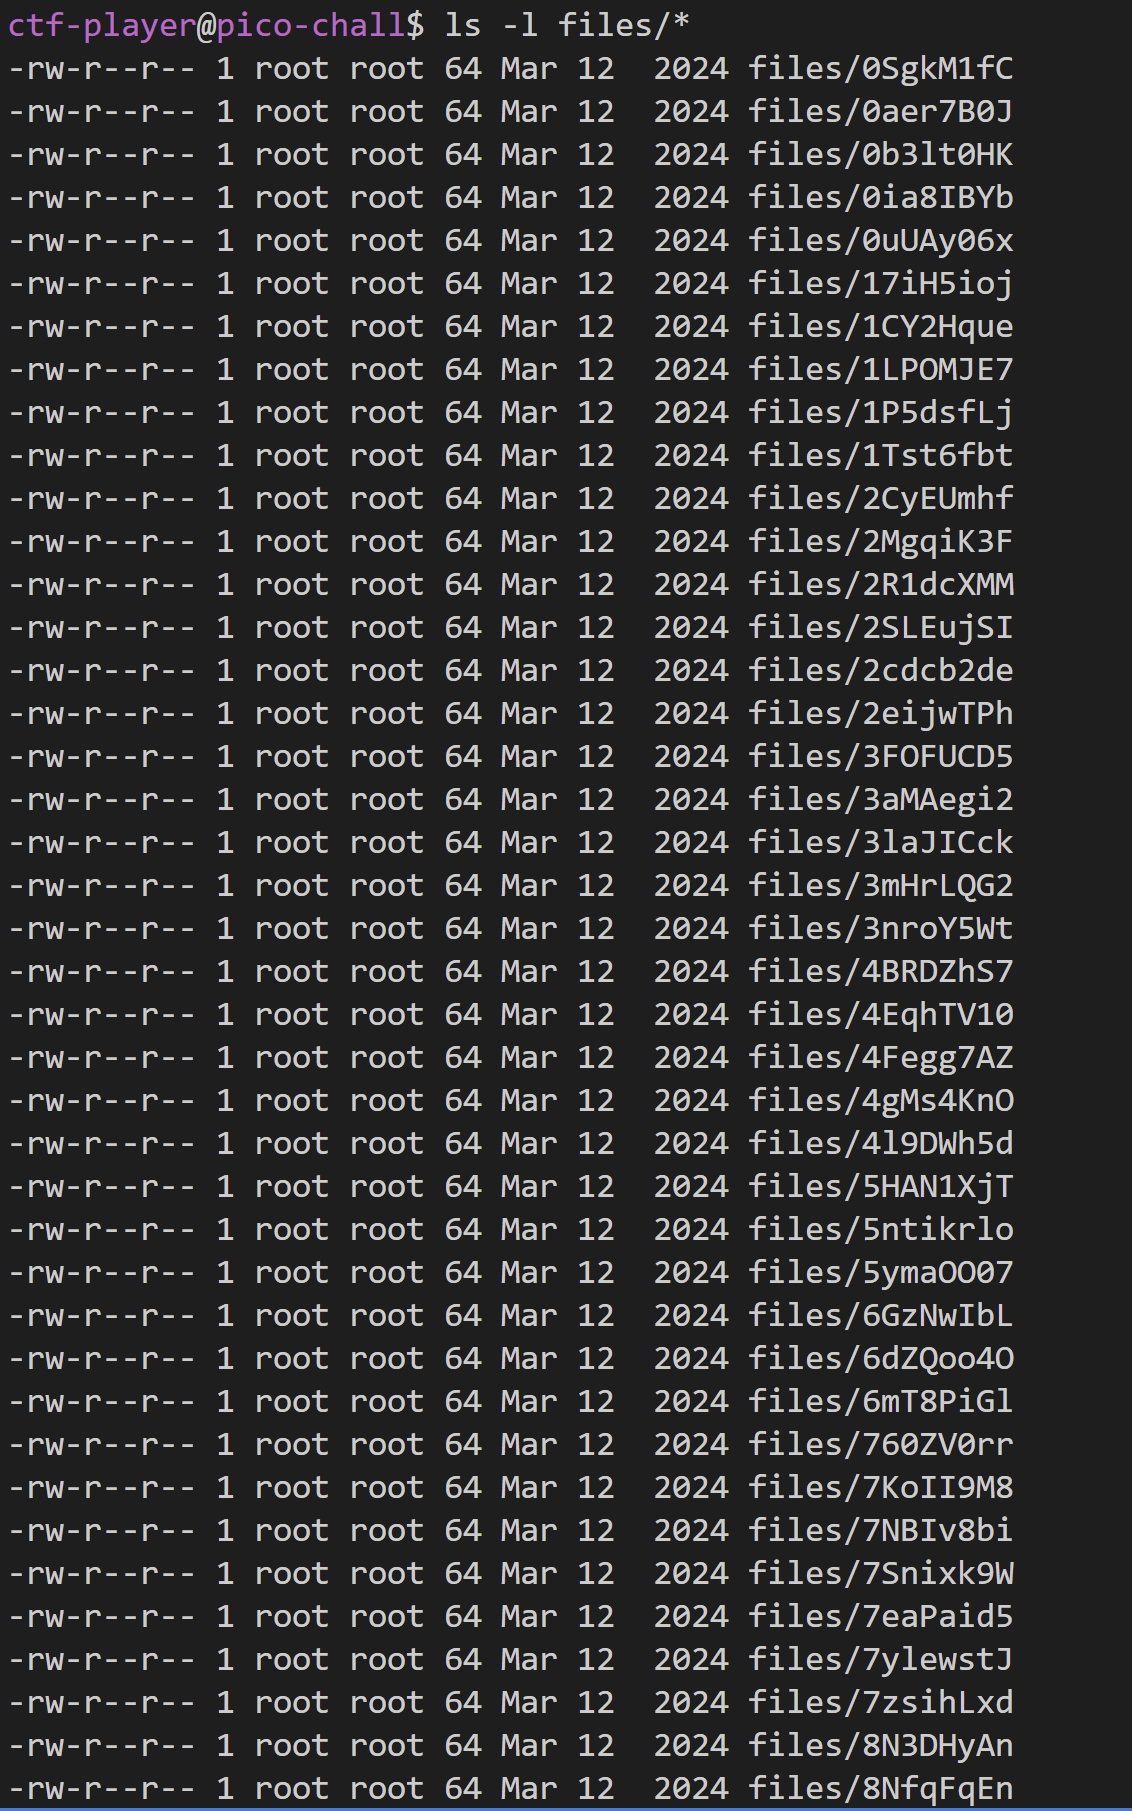 ctf-player@pico-chall$ ls -l files/*
-rw-r--r-- 1 root root 64 Mar 12  2024 files/0SgkM1fC
-rw-r--r-- 1 root root 64 Mar 12  2024 files/0aer7B0J
-rw-r--r-- 1 root root 64 Mar 12  2024 files/0b3lt0HK
-rw-r--r-- 1 root root 64 Mar 12  2024 files/0ia8IBYb
-rw-r--r-- 1 root root 64 Mar 12  2024 files/0uUAy06x
-rw-r--r-- 1 root root 64 Mar 12  2024 files/17iH5ioj
-rw-r--r-- 1 root root 64 Mar 12  2024 files/1CY2Hque
-rw-r--r-- 1 root root 64 Mar 12  2024 files/1LPOMJE7
-rw-r--r-- 1 root root 64 Mar 12  2024 files/1P5dsfLj
-rw-r--r-- 1 root root 64 Mar 12  2024 files/1Tst6fbt
-rw-r--r-- 1 root root 64 Mar 12  2024 files/2CyEUmhf
-rw-r--r-- 1 root root 64 Mar 12  2024 files/2MgqiK3F
-rw-r--r-- 1 root root 64 Mar 12  2024 files/2R1dcXMM
-rw-r--r-- 1 root root 64 Mar 12  2024 files/2SLEujSI
-rw-r--r-- 1 root root 64 Mar 12  2024 files/2cdcb2de
-rw-r--r-- 1 root root 64 Mar 12  2024 files/2eijwTPh
-rw-r--r-- 1 root root 64 Mar 12  2024 files/3FOFUCD5
-rw-r--r-- 1 root root 64 Mar 12  2024 files/3aMAegi2
-rw-r--r-- 1 root root 64 Mar 12  2024 files/3laJICck
-rw-r--r-- 1 root root 64 Mar 12  2024 files/3mHrLQG2
-rw-r--r-- 1 root root 64 Mar 12  2024 files/3nroY5Wt
-rw-r--r-- 1 root root 64 Mar 12  2024 files/4BRDZhS7
-rw-r--r-- 1 root root 64 Mar 12  2024 files/4EqhTV10
-rw-r--r-- 1 root root 64 Mar 12  2024 files/4Fegg7AZ
-rw-r--r-- 1 root root 64 Mar 12  2024 files/4gMs4KnO
-rw-r--r-- 1 root root 64 Mar 12  2024 files/4l9DWh5d
-rw-r--r-- 1 root root 64 Mar 12  2024 files/5HAN1XjT
-rw-r--r-- 1 root root 64 Mar 12  2024 files/5ntikrlo
-rw-r--r-- 1 root root 64 Mar 12  2024 files/5ymaOO07
-rw-r--r-- 1 root root 64 Mar 12  2024 files/6GzNwIbL
-rw-r--r-- 1 root root 64 Mar 12  2024 files/6dZQoo4O
-rw-r--r-- 1 root root 64 Mar 12  2024 files/6mT8PiGl
-rw-r--r-- 1 root root 64 Mar 12  2024 files/760ZV0rr
-rw-r--r-- 1 root root 64 Mar 12  2024 files/7KoII9M8
-rw-r--r-- 1 root root 64 Mar 12  2024 files/7NBIv8bi
-rw-r--r-- 1 root root 64 Mar 12  2024 files/7Snixk9W
-rw-r--r-- 1 root root 64 Mar 12  2024 files/7eaPaid5
-rw-r--r-- 1 root root 64 Mar 12  2024 files/7ylewstJ
-rw-r--r-- 1 root root 64 Mar 12  2024 files/7zsihLxd
-rw-r--r-- 1 root root 64 Mar 12  2024 files/8N3DHyAn
-rw-r--r-- 1 root root 64 Mar 12  2024 files/8NfqFqEn